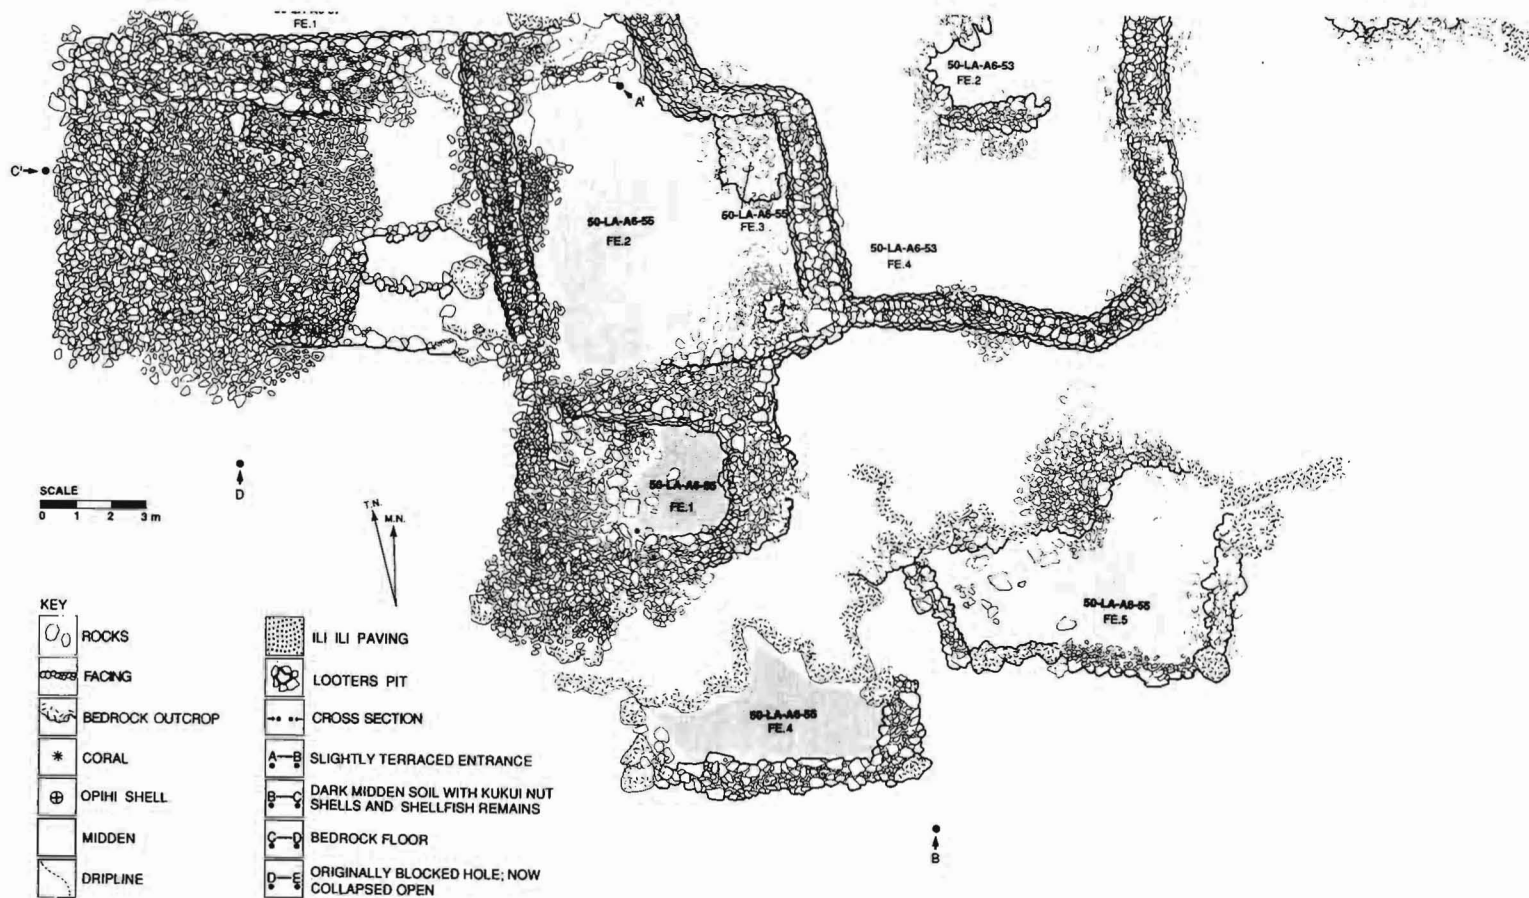 FE.1
50-LA-A6-53
FE.2
A'
C'
50-LA-A6-55
FE.2
50-LA-A6-55
FE.3
50-LA-A6-53
FE.4
D
SCALE
0 1 2 3 m
T.N.
M.N.
50-LA-A6-55
FE.1
50-LA-A6-55
FE.5
50-LA-A6-55
FE.4
B
KEY
ROCKS
FACING
BEDROCK OUTCROP
CORAL
OPIHI SHELL
MIDDEN
DRIPLINE
ILI ILI PAVING
LOOTERS PIT
CROSS SECTION
A—B SLIGHTLY TERRACED ENTRANCE
B—C DARK MIDDEN SOIL WITH KUKUI NUT
SHELLS AND SHELLFISH REMAINS
C—D BEDROCK FLOOR
D—E ORIGINALLY BLOCKED HOLE; NOW
COLLAPSED OPEN